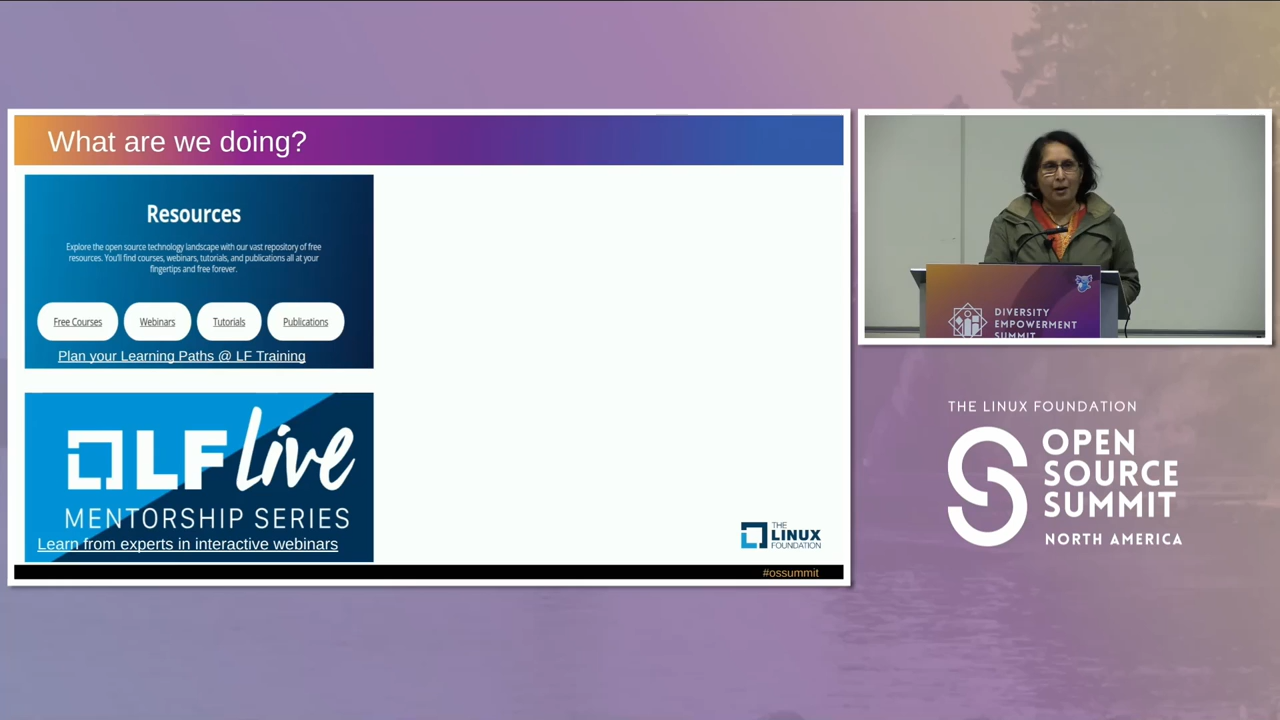 What are we doing?
Resources
Explore the open source technology landscape with our vast repository of free
resources. You'll find courses, webinars, tutorials, and publications all at your
fingertips and free forever.
Free Courses
Webinars
Tutorials
Publications
Plan your Learning Paths @ LF Training
LF Live
MENTORSHIP SERIES
Learn from experts in interactive webinars
THE
LINUX
FOUNDATION
#ossummit
DIVERSITY
EMPOWERMENT
SUMMIT
THE LINUX FOUNDATION
OPEN
SOURCE
SUMMIT
NORTH AMERICA